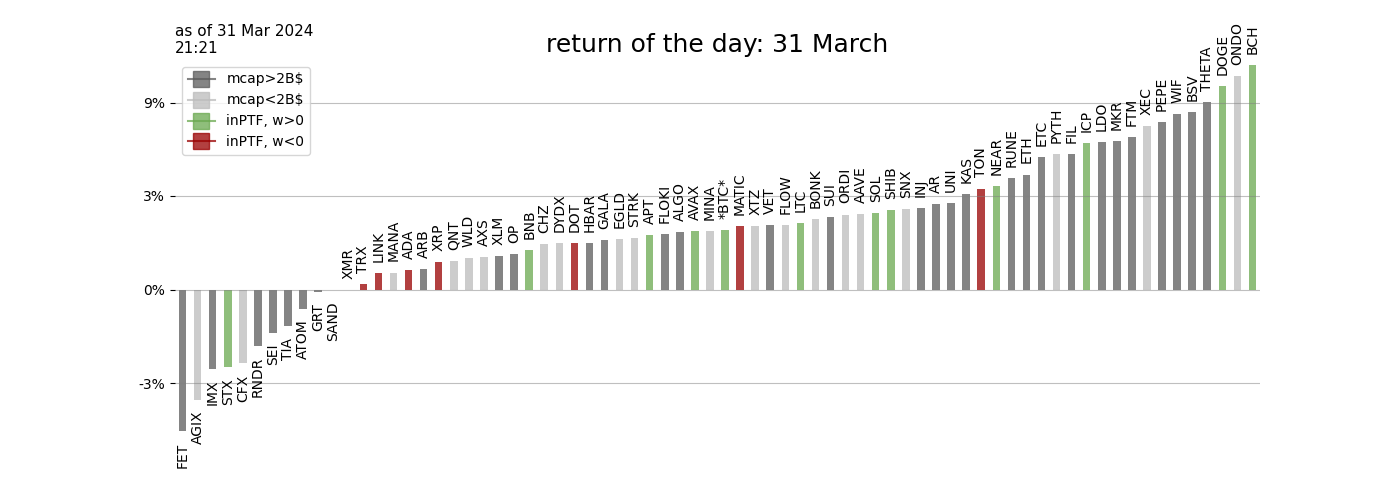 as of 31 Mar 2024
21:21
return of the day: 31 March
mcap>2B$
mcap<2B$
inPTF, w>0
inPTF, w<0
9%
3%
0%
-3%
FET
AGIX
IMX
STX
CFX
RNDR
SEI
TIA
ATOM
GRT
SAND
XMR
TRX
LINK
MANA
ADA
ARB
XRP
QNT
WLD
AXS
XLM
OP
BNB
CHZ
DYDX
DOT
HBAR
GALA
EGLD
STRK
APT
FLOKI
ALGO
AVAX
MINA
*BTC*
MATIC
XTZ
VET
FLOW
LTC
BONK
SUI
ORDI
AAVE
SOL
SHIB
SNX
INJ
AR
UNI
KAS
TON
NEAR
RUNE
ETH
ETC
PYTH
FIL
ICP
LDO
MKR
FTM
XEC
PEPE
WIF
BSV
THETA
DOGE
ONDO
BCH